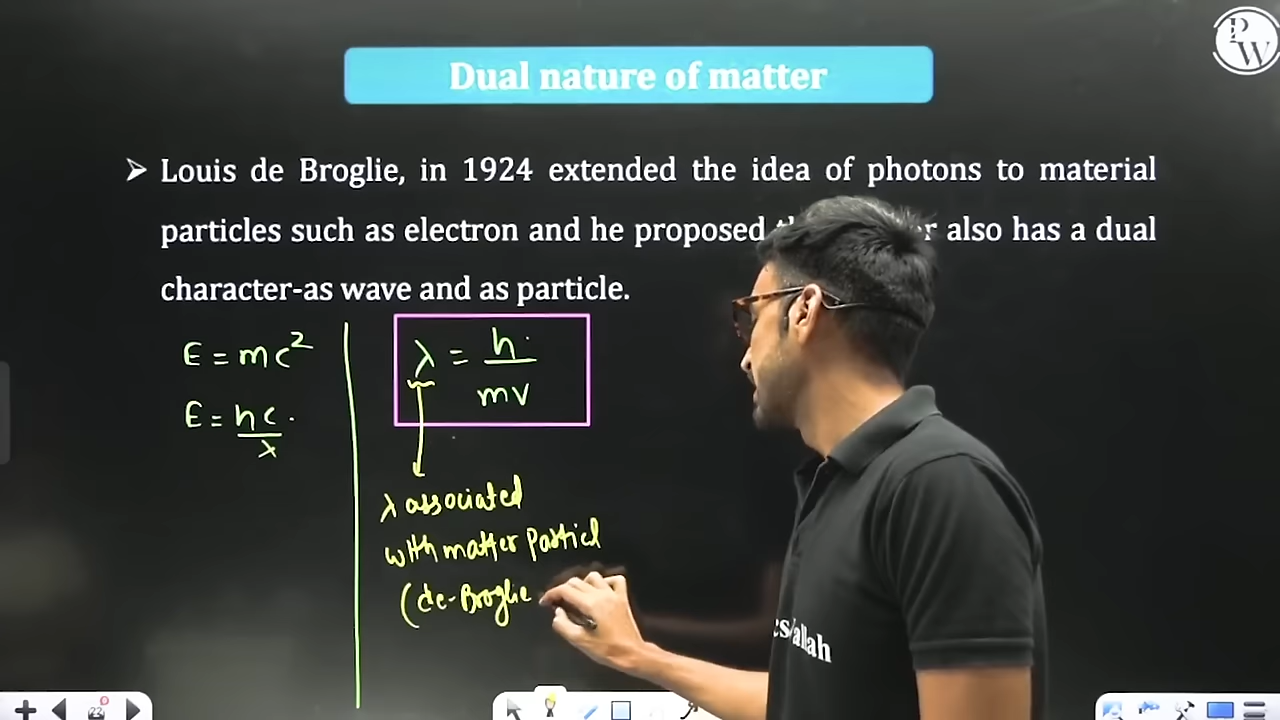 PW
Dual nature of matter
➤ Louis de Broglie, in 1924 extended the idea of photons to material
particles such as electron and he proposed also has a dual
character-as wave and as particle.
E = mc²
E = hc/λ
λ = h/mv
λ associated
with matter particl
(de-Broglie
22